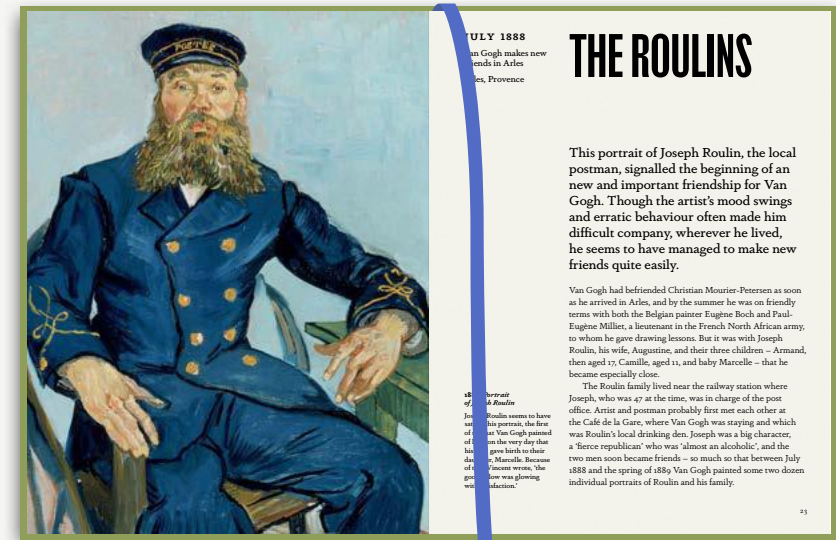 POSTES
JULY 1888
Van Gogh makes new
friends in Arles
Arles, Provence
THE ROULINS
This portrait of Joseph Roulin, the local
postman, signalled the beginning of an
new and important friendship for Van
Gogh. Though the artist's mood swings
and erratic behaviour often made him
difficult company, wherever he lived,
he seems to have managed to make new
friends quite easily.
Van Gogh had befriended Christian Mourier-Petersen as soon
as he arrived in Arles, and by the summer he was on friendly
terms with both the Belgian painter Eugène Boch and Paul-
Eugène Milliet, a lieutenant in the French North African army,
to whom he gave drawing lessons. But it was with Joseph
Roulin, his wife, Augustine, and their three children – Armand,
then aged 17, Camille, aged 11, and baby Marcelle – that he
became especially close.
The Roulin family lived near the railway station where
Joseph, who was 47 at the time, was in charge of the post
office. Artist and postman probably first met each other at
the Café de la Gare, where Van Gogh was staying and which
was Roulin's local drinking den. Joseph was a big character,
a 'fierce republican' who was 'almost an alcoholic', and the
two men soon became friends – so much so that between July
1888 and the spring of 1889 Van Gogh painted some two dozen
individual portraits of Roulin and his family.
Portrait
of Joseph Roulin
Joseph Roulin seems to have
his portrait, the first
of that Van Gogh painted
of on the very day that
his gave birth to their
daughter, Marcelle. Because
of Vincent wrote, 'the
good fellow was glowing
with satisfaction.'
23